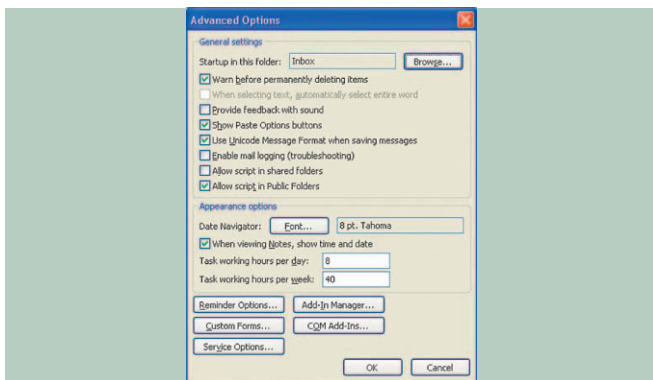 Advanced Options
General settings
Startup in this folder: Inbox Browse...
Warn before permanently deleting items
When selecting text, automatically select entire word
Provide feedback with sound
Show Paste Options buttons
Use Unicode Message Format when saving messages
Enable mail logging (troubleshooting)
Allow script in shared folders
Allow script in Public Folders
Appearance options
Date Navigator: Font... 8 pt. Tahoma
When viewing Notes, show time and date
Task working hours per day: 8
Task working hours per week: 40
Reminder Options... Add-In Manager...
Custom Forms... COM Add-Ins...
Service Options...
OK Cancel